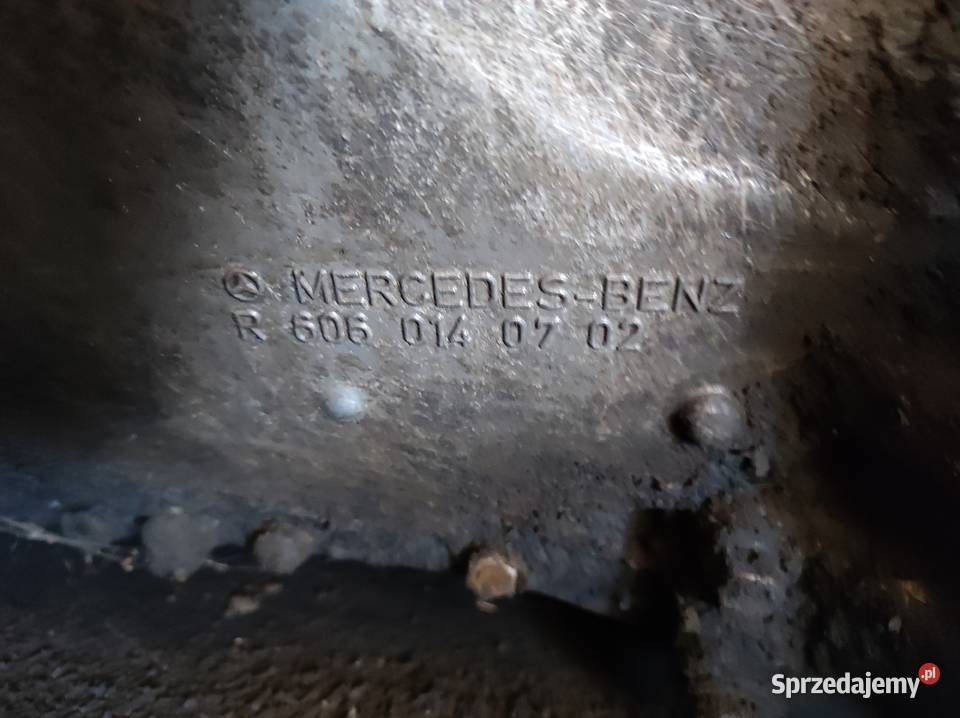 MERCEDES-BENZ
R 606 014 07 02
Sprzedajemy.pl